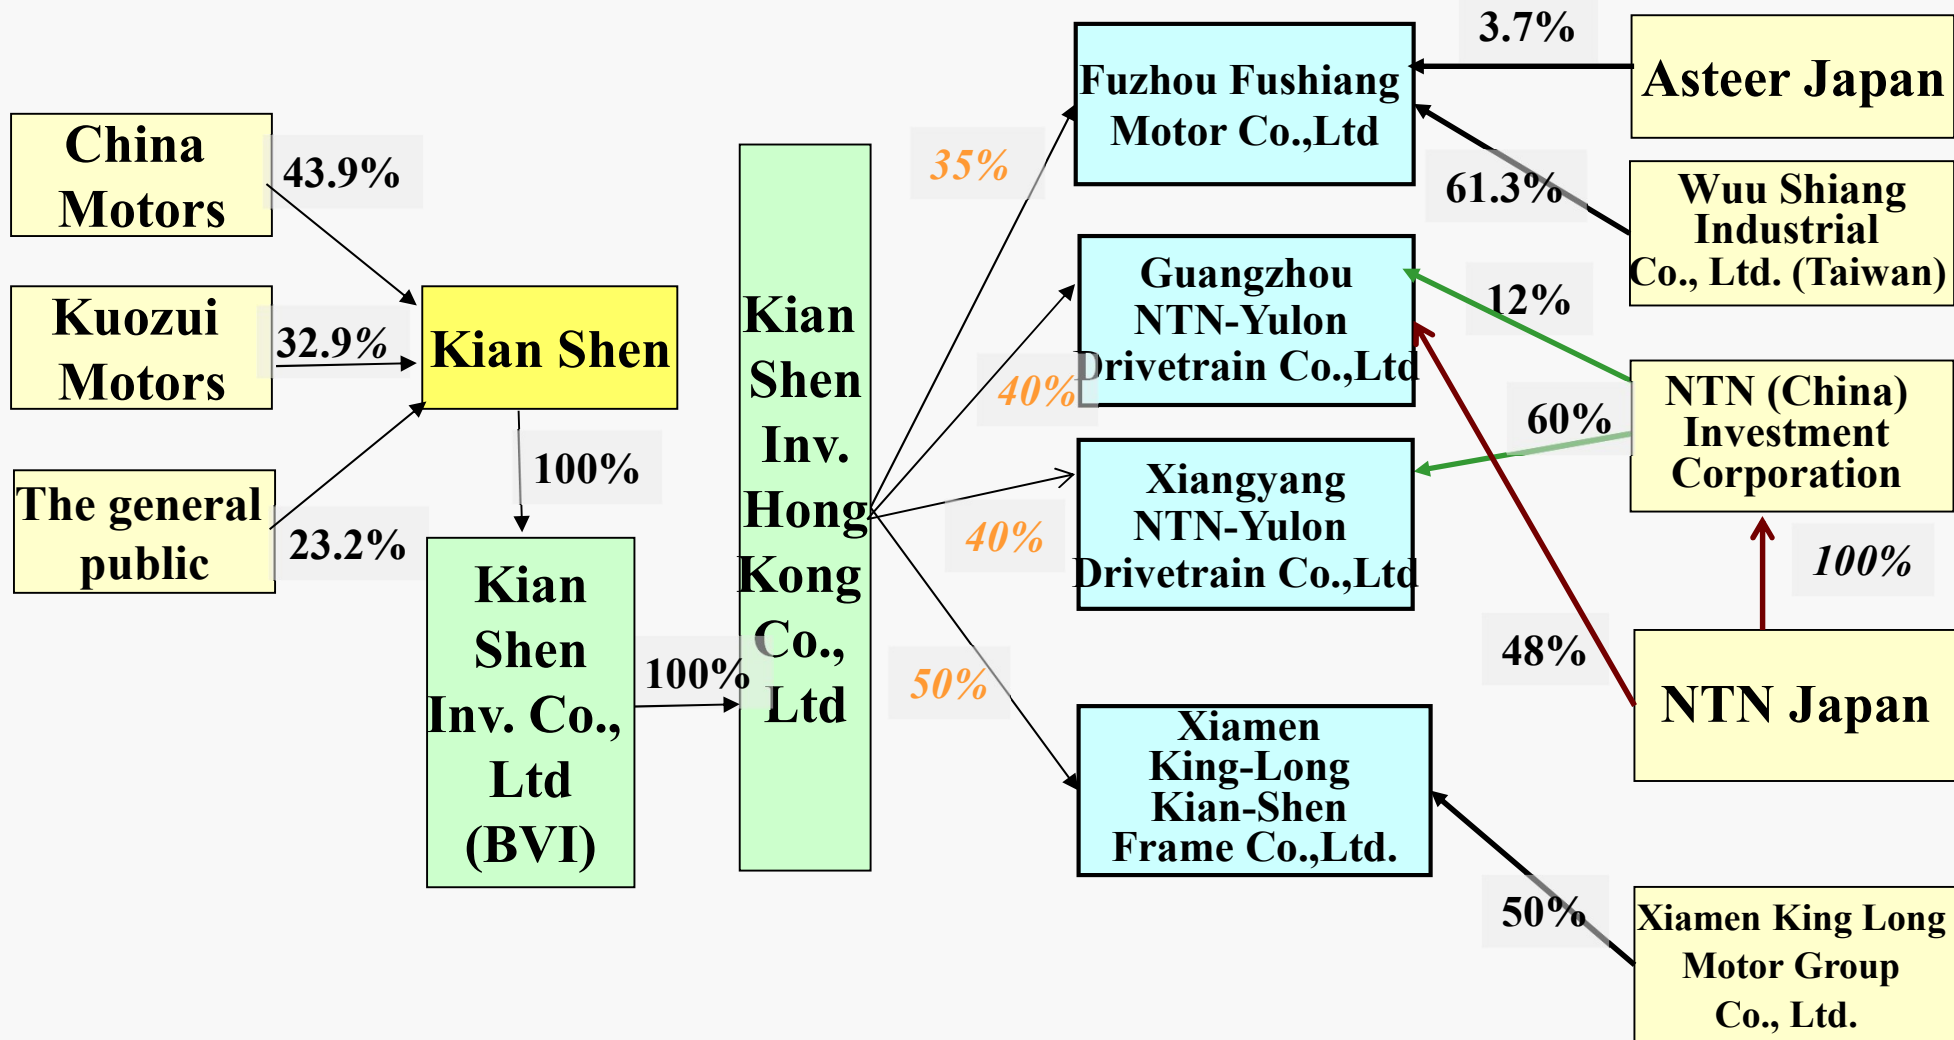 China
Motors
43.9%
Kuozui
Motors
32.9%
The general
public
23.2%
Kian Shen
100%
Kian
Shen
Inv. Co.,
Ltd
(BVI)
100%
Kian
Shen
Inv.
Hong
Kong
Co.,
Ltd
35%
40%
40%
50%
Fuzhou Fushiang
Motor Co.,Ltd
Guangzhou
NTN-Yulon
Drivetrain Co.,Ltd
Xiangyang
NTN-Yulon
Drivetrain Co.,Ltd
Xiamen
King-Long
Kian-Shen
Frame Co.,Ltd.
3.7%
61.3%
12%
60%
48%
50%
Asteer Japan
Wuu Shiang
Industrial
Co., Ltd. (Taiwan)
NTN (China)
Investment
Corporation
100%
NTN Japan
Xiamen King Long
Motor Group
Co., Ltd.